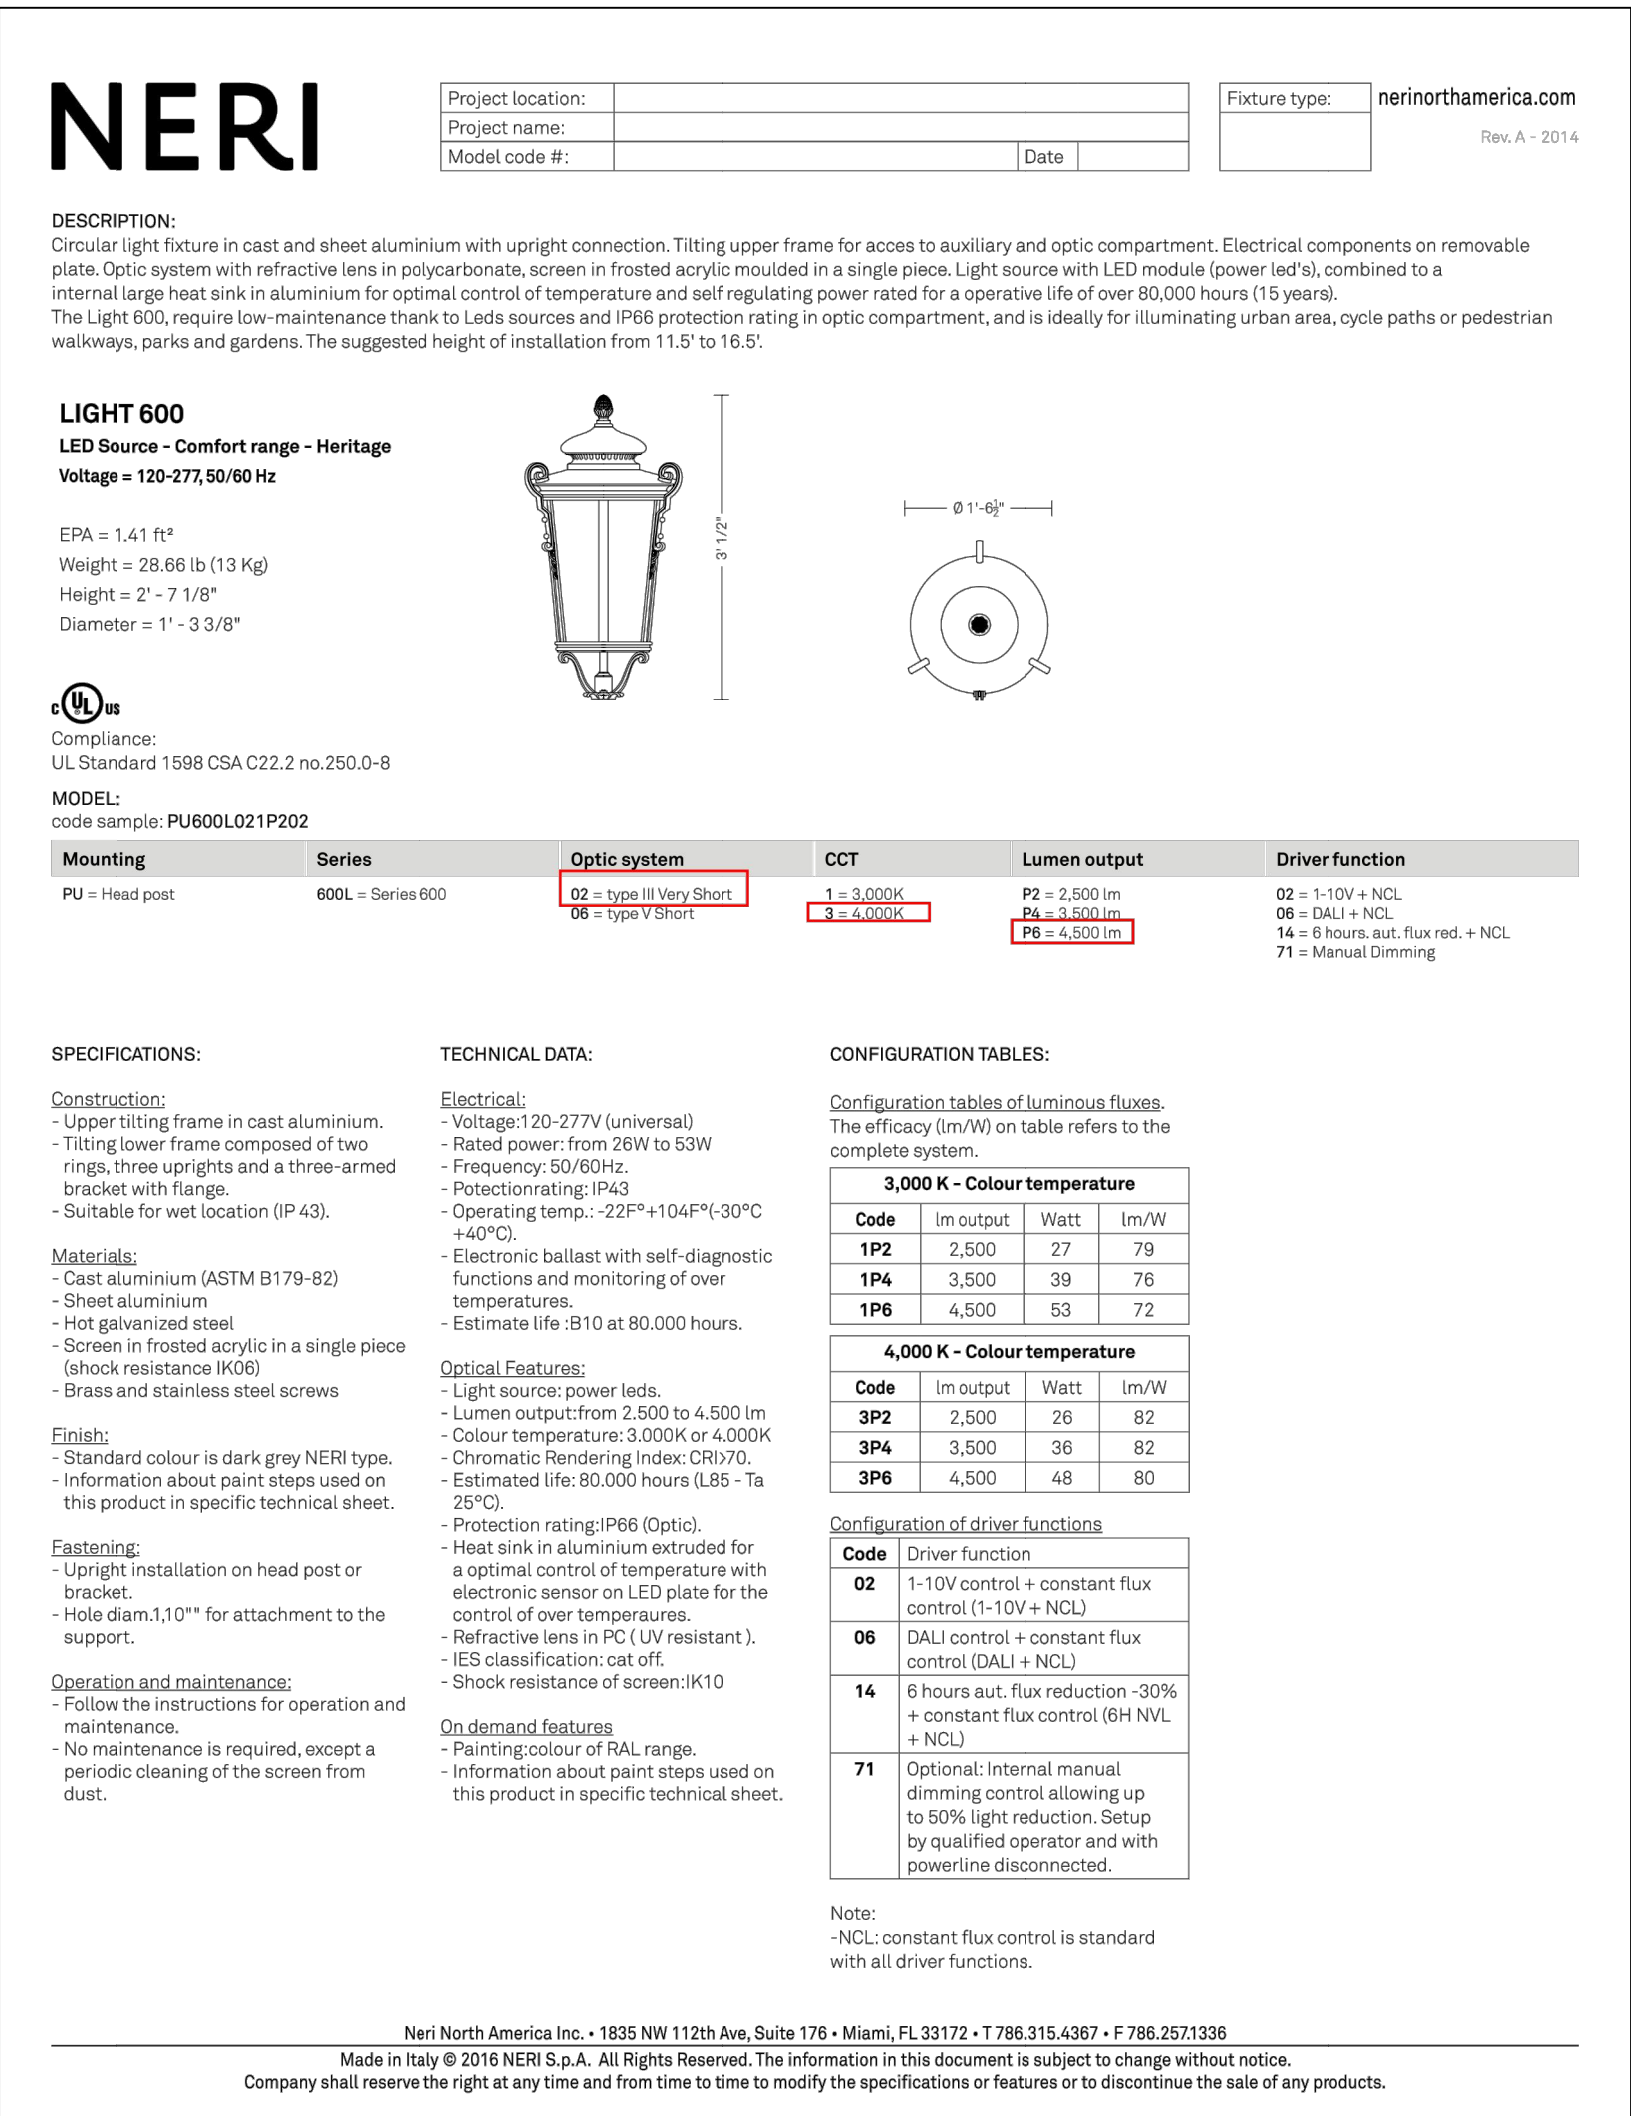 NERI
Project location:
Project name:
Model code #:
Date
Fixture type:
nerinorthamerica.com
Rev. A - 2014
DESCRIPTION:
Circular light fixture in cast and sheet aluminium with upright connection. Tilting upper frame for acces to auxiliary and optic compartment. Electrical components on removable
plate. Optic system with refractive lens in polycarbonate, screen in frosted acrylic moulded in a single piece. Light source with LED module (power led's), combined to a
internal large heat sink in aluminium for optimal control of temperature and self regulating power rated for a operative life of over 80,000 hours (15 years).
The Light 600, require low-maintenance thank to Leds sources and IP66 protection rating in optic compartment, and is ideally for illuminating urban area, cycle paths or pedestrian
walkways, parks and gardens. The suggested height of installation from 11.5' to 16.5'.
LIGHT 600
LED Source - Comfort range - Heritage
Voltage = 120-277, 50/60 Hz
EPA = 1.41 ft²
Weight = 28.66 lb (13 Kg)
Height = 2' - 7 1/8"
Diameter = 1' - 3 3/8"
3' 1/2"
Ø 1'-6½"
C UL US
Compliance:
UL Standard 1598 CSA C22.2 no.250.0-8
MODEL:
code sample: PU600L021P202
Mounting Series Optic system CCT Lumen output Driver function
PU = Head post 600L = Series 600 02 = type III Very Short 1 = 3,000K P2 = 2,500 lm 02 = 1-10V + NCL
06 = type V Short 3 = 4,000K P4 = 3,500 lm 06 = DALI + NCL
P6 = 4,500 lm 14 = 6 hours. aut. flux red. + NCL
71 = Manual Dimming
SPECIFICATIONS:
Construction:
- Upper tilting frame in cast aluminium.
- Tilting lower frame composed of two
rings, three uprights and a three-armed
bracket with flange.
- Suitable for wet location (IP 43).
Materials:
- Cast aluminium (ASTM B179-82)
- Sheet aluminium
- Hot galvanized steel
- Screen in frosted acrylic in a single piece
(shock resistance IK06)
- Brass and stainless steel screws
Finish:
- Standard colour is dark grey NERI type.
- Information about paint steps used on
this product in specific technical sheet.
Fastening:
- Upright installation on head post or
bracket.
- Hole diam.1,10"" for attachment to the
support.
Operation and maintenance:
- Follow the instructions for operation and
maintenance.
- No maintenance is required, except a
periodic cleaning of the screen from
dust.
TECHNICAL DATA:
Electrical:
- Voltage:120-277V (universal)
- Rated power: from 26W to 53W
- Frequency: 50/60Hz.
- Potectionrating: IP43
- Operating temp.: -22F°+104F°(-30°C
+40°C).
- Electronic ballast with self-diagnostic
functions and monitoring of over
temperatures.
- Estimate life :B10 at 80.000 hours.
Optical Features:
- Light source: power leds.
- Lumen output:from 2.500 to 4.500 lm
- Colour temperature: 3.000K or 4.000K
- Chromatic Rendering Index: CRI>70.
- Estimated life: 80.000 hours (L85 - Ta
25°C).
- Protection rating:IP66 (Optic).
- Heat sink in aluminium extruded for
a optimal control of temperature with
electronic sensor on LED plate for the
control of over temperaures.
- Refractive lens in PC ( UV resistant ).
- IES classification: cat off.
- Shock resistance of screen:IK10
On demand features
- Painting:colour of RAL range.
- Information about paint steps used on
this product in specific technical sheet.
CONFIGURATION TABLES:
Configuration tables of luminous fluxes.
The efficacy (lm/W) on table refers to the
complete system.
3,000 K - Colour temperature
Code lm output Watt lm/W
1P2 2,500 27 79
1P4 3,500 39 76
1P6 4,500 53 72
4,000 K - Colour temperature
Code lm output Watt lm/W
3P2 2,500 26 82
3P4 3,500 36 82
3P6 4,500 48 80
Configuration of driver functions
Code Driver function
02 1-10V control + constant flux
control (1-10V + NCL)
06 DALI control + constant flux
control (DALI + NCL)
14 6 hours aut. flux reduction -30%
+ constant flux control (6H NVL
+ NCL)
71 Optional: Internal manual
dimming control allowing up
to 50% light reduction. Setup
by qualified operator and with
powerline disconnected.
Note:
-NCL: constant flux control is standard
with all driver functions.
Neri North America Inc. • 1835 NW 112th Ave, Suite 176 • Miami, FL 33172 • T 786.315.4367 • F 786.257.1336
Made in Italy © 2016 NERI S.p.A. All Rights Reserved. The information in this document is subject to change without notice.
Company shall reserve the right at any time and from time to time to modify the specifications or features or to discontinue the sale of any products.